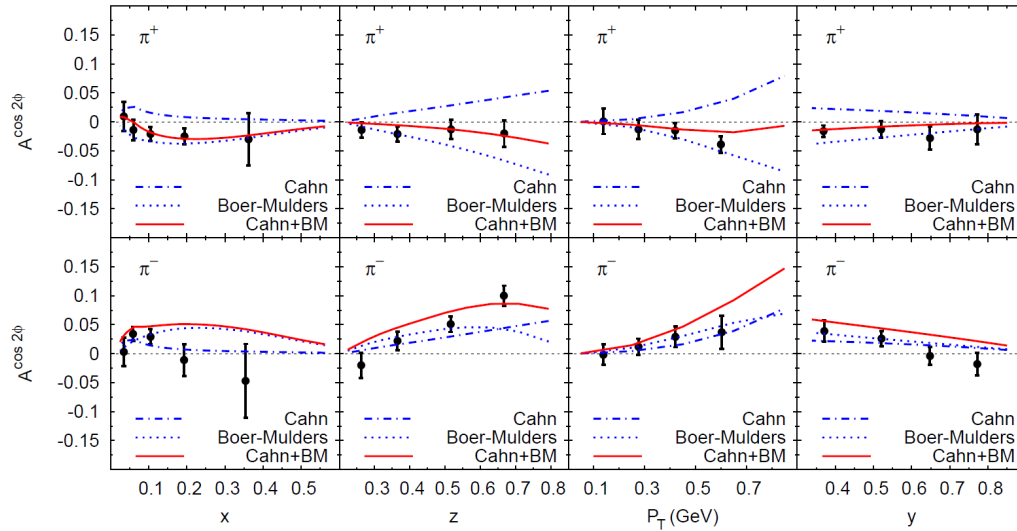 π+ π+ π+ π+
0.15
0.1
0.05
0
-0.05
-0.1
-0.15
A^cos 2ϕ
Cahn Cahn Cahn Cahn
Boer-Mulders Boer-Mulders Boer-Mulders Boer-Mulders
Cahn+BM Cahn+BM Cahn+BM Cahn+BM
π− π− π− π−
0.15
0.1
0.05
0
-0.05
-0.1
-0.15
A^cos 2ϕ
Cahn Cahn Cahn Cahn
Boer-Mulders Boer-Mulders Boer-Mulders Boer-Mulders
Cahn+BM Cahn+BM Cahn+BM Cahn+BM
0.1 0.2 0.3 0.4 0.5 0.3 0.4 0.5 0.6 0.7 0.8 0.1 0.3 0.5 0.7 0.4 0.5 0.6 0.7 0.8
x z P_T (GeV) y